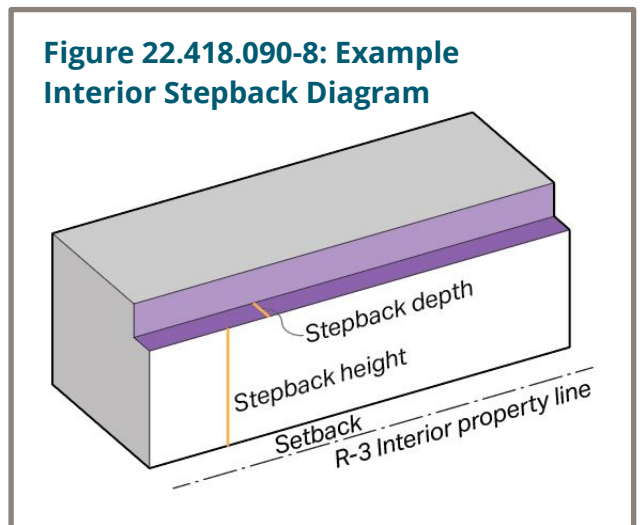 Figure 22.418.090-8: Example
Interior Stepback Diagram
Stepback depth
Stepback height
Setback
R-3 Interior property line